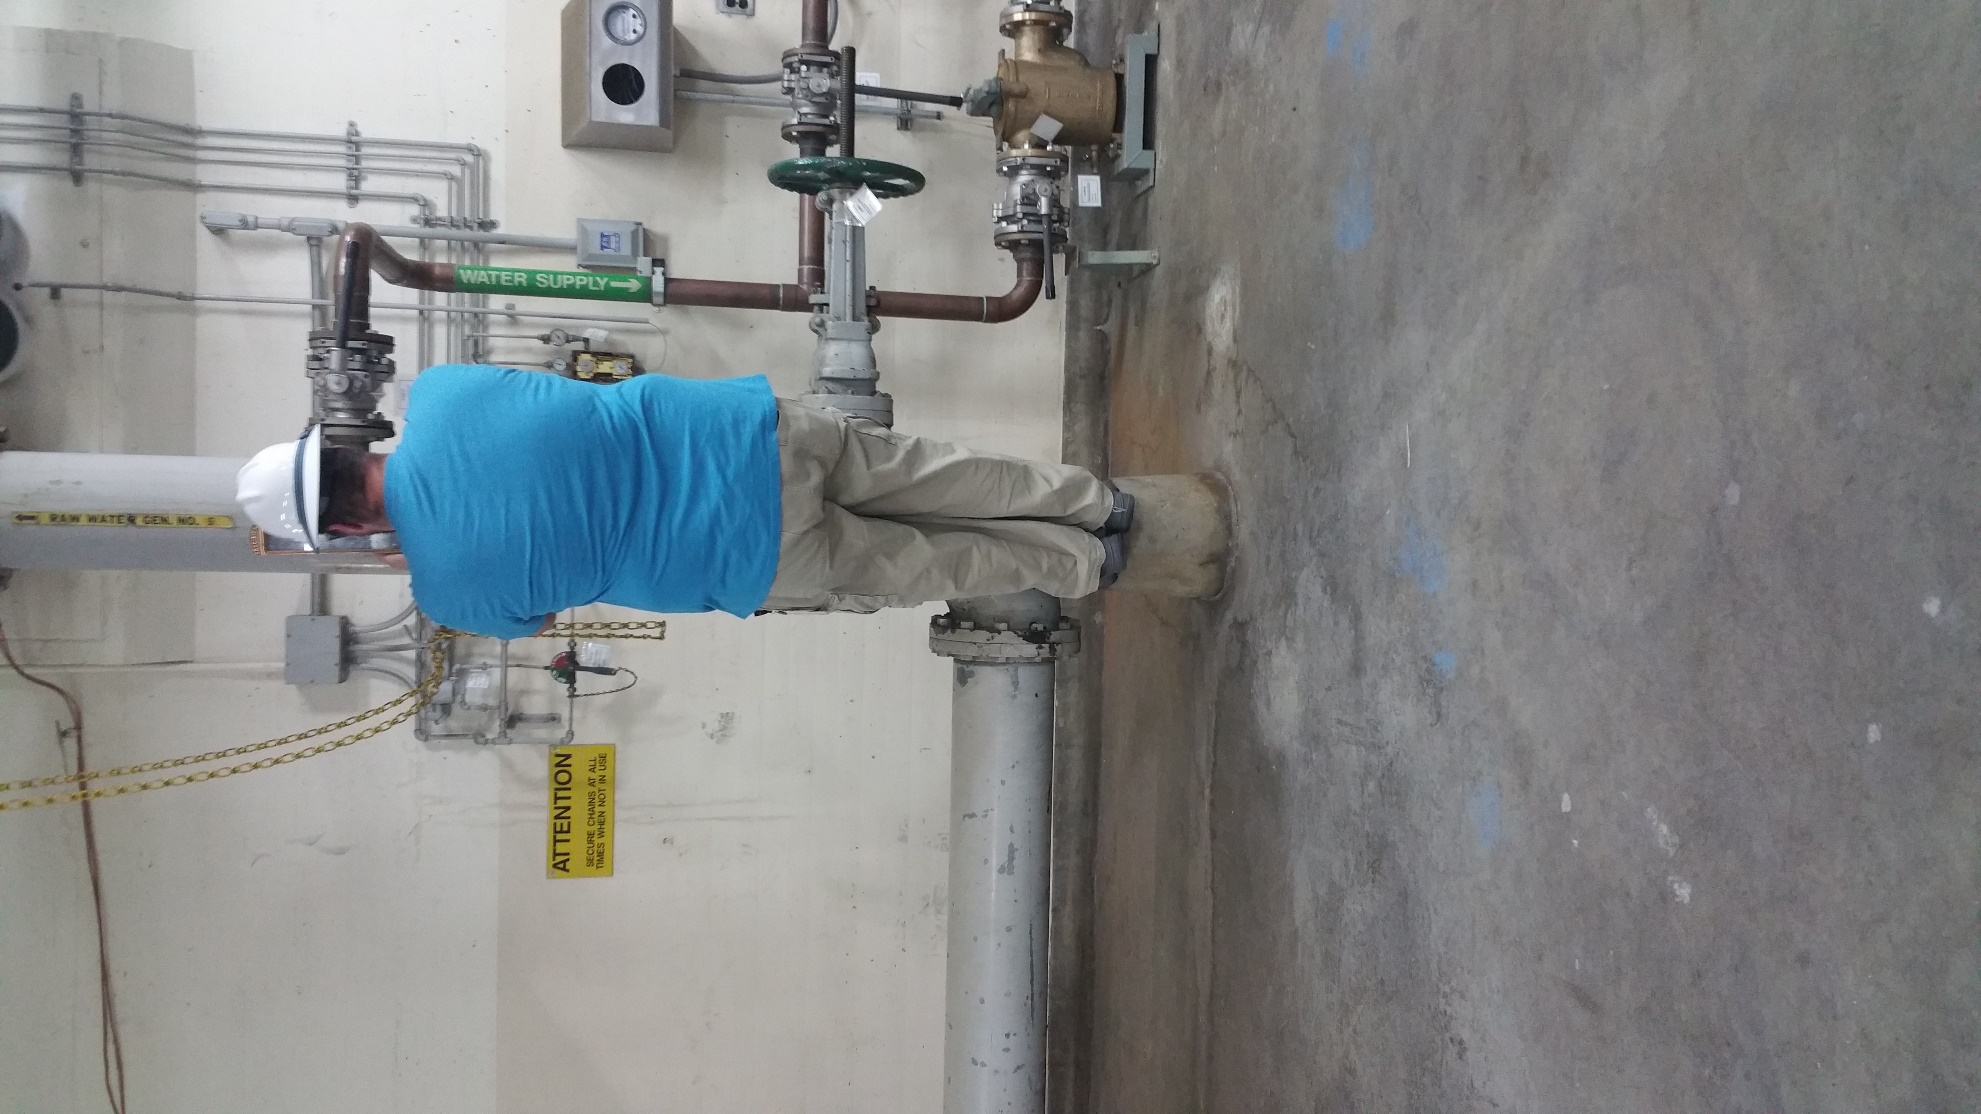 WATER SUPPLY→
RAW WATER GEN. NO.
ATTENTION
SECURE CHAINS AT ALL
TIMES WHEN NOT IN USE